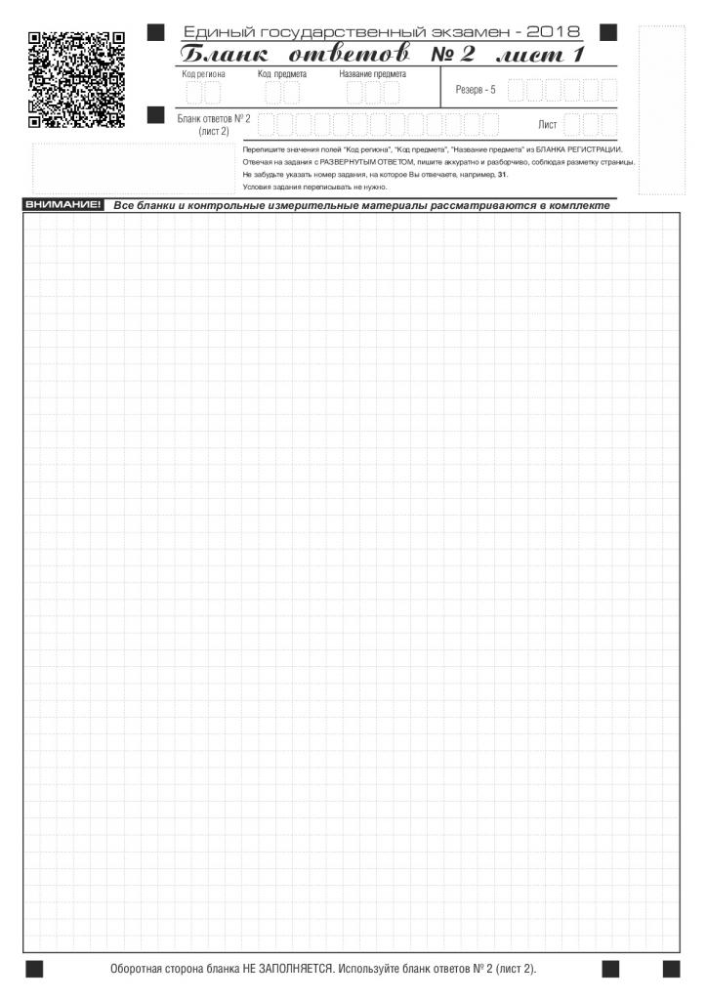 Единый государственный экзамен - 2018
Бланк ответов № 2 лист 1
Код региона Код предмета Название предмета
Резерв - 5
Бланк ответов № 2
(лист 2)
Лист
Перепишите значения полей "Код региона", "Код предмета", "Название предмета" из БЛАНКА РЕГИСТРАЦИИ.
Отвечая на задания с РАЗВЕРНУТЫМ ОТВЕТОМ, пишите аккуратно и разборчиво, соблюдая разметку страницы.
Не забудьте указать номер задания, на которое Вы отвечаете, например, 31.
Условия задания переписывать не нужно.
ВНИМАНИЕ! Все бланки и контрольные измерительные материалы рассматриваются в комплекте
Оборотная сторона бланка НЕ ЗАПОЛНЯЕТСЯ. Используйте бланк ответов № 2 (лист 2).